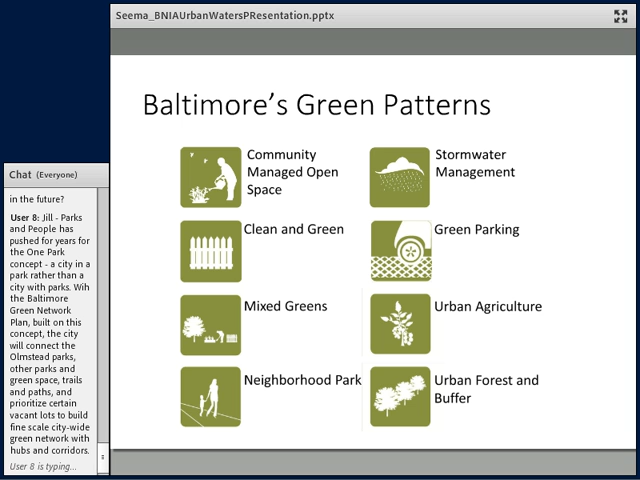 Seema_BNIAUrbanWatersPResentation.pptx
Baltimore's Green Patterns
Community
Managed Open
Space
Stormwater
Management
Clean and Green
Green Parking
Mixed Greens
Urban Agriculture
Neighborhood Park
Urban Forest and
Buffer
Chat (Everyone)
in the future?
User 8: Jill - Parks
and People has
pushed for years for
the One Park
concept - a city in a
park rather than a
city with parks. Wih
the Baltimore
Green Network
Plan, built on this
concept, the city
will connect the
Olmstead parks,
other parks and
green space, trails
and paths, and
prioritize certain
vacant lots to build
fine scale city-wide
green network with
hubs and corridors.
User 8 is typing...